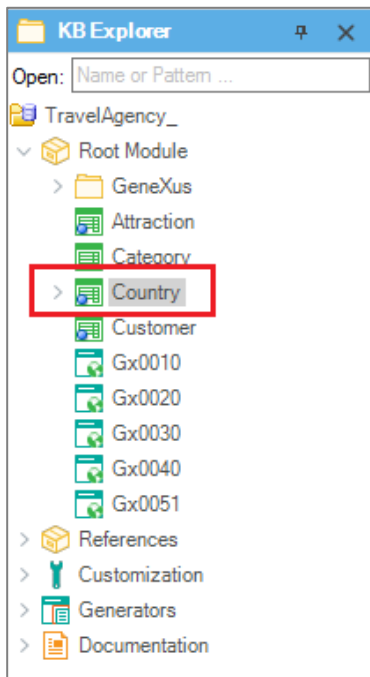 KB Explorer
Open: Name or Pattern ...
TravelAgency_
Root Module
GeneXus
Attraction
Category
Country
Customer
Gx0010
Gx0020
Gx0030
Gx0040
Gx0051
References
Customization
Generators
Documentation